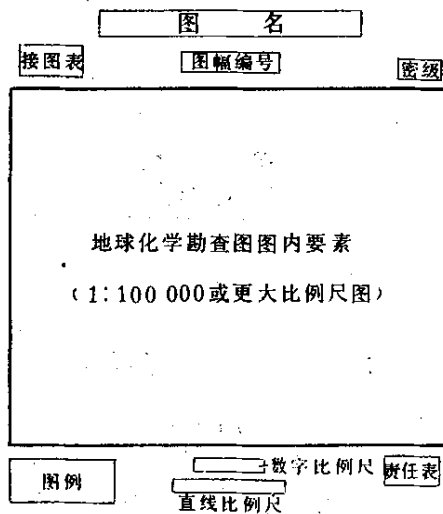 图 名
接图表 图幅编号 密级
地球化学勘查图图内要素
(1:100 000或更大比例尺图)
图例 数字比例尺 责任表
直线比例尺